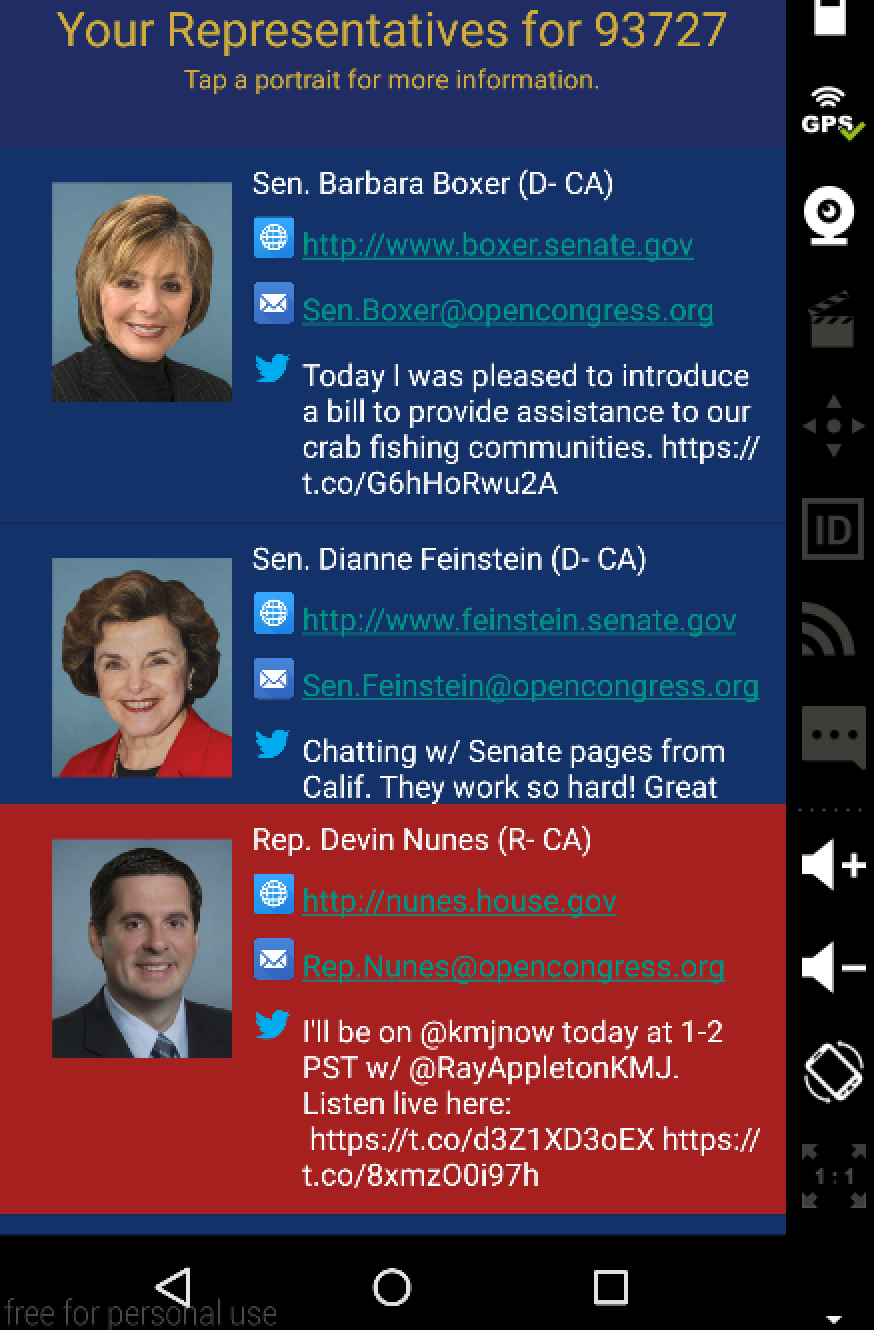 Your Representatives for 93727
Tap a portrait for more information.
GPS
Sen. Barbara Boxer (D- CA)
http://www.boxer.senate.gov
Sen.Boxer@opencongress.org
Today I was pleased to introduce
a bill to provide assistance to our
crab fishing communities. https://
t.co/G6hHoRwu2A
ID
Sen. Dianne Feinstein (D- CA)
http://www.feinstein.senate.gov
Sen.Feinstein@opencongress.org
Chatting w/ Senate pages from
Calif. They work so hard! Great
Rep. Devin Nunes (R- CA)
http://nunes.house.gov
Rep.Nunes@opencongress.org
I'll be on @kmjnow today at 1-2
PST w/ @RayAppletonKMJ.
Listen live here:
https://t.co/d3Z1XD3oEX https://
t.co/8xmzO0i97h
1 : 1
free for personal use